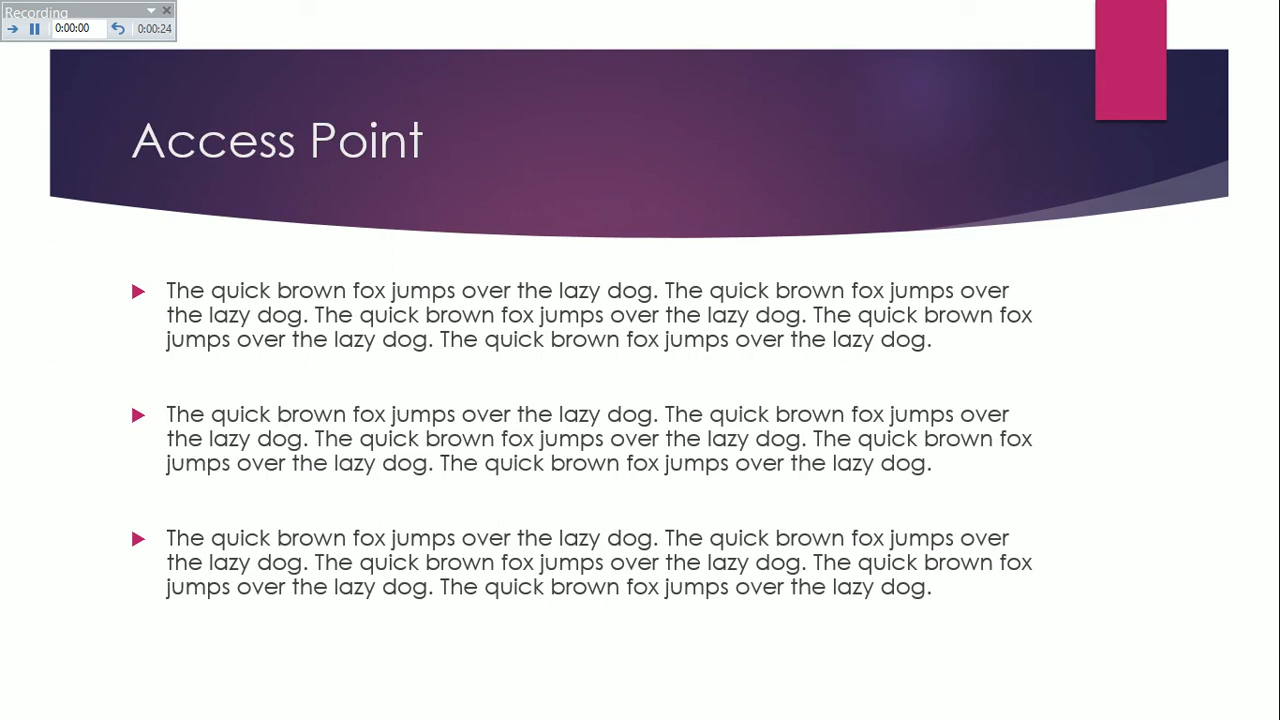 Recording
0:00:00 0:00:24
Access Point
The quick brown fox jumps over the lazy dog. The quick brown fox jumps over
the lazy dog. The quick brown fox jumps over the lazy dog. The quick brown fox
jumps over the lazy dog. The quick brown fox jumps over the lazy dog.
The quick brown fox jumps over the lazy dog. The quick brown fox jumps over
the lazy dog. The quick brown fox jumps over the lazy dog. The quick brown fox
jumps over the lazy dog. The quick brown fox jumps over the lazy dog.
The quick brown fox jumps over the lazy dog. The quick brown fox jumps over
the lazy dog. The quick brown fox jumps over the lazy dog. The quick brown fox
jumps over the lazy dog. The quick brown fox jumps over the lazy dog.